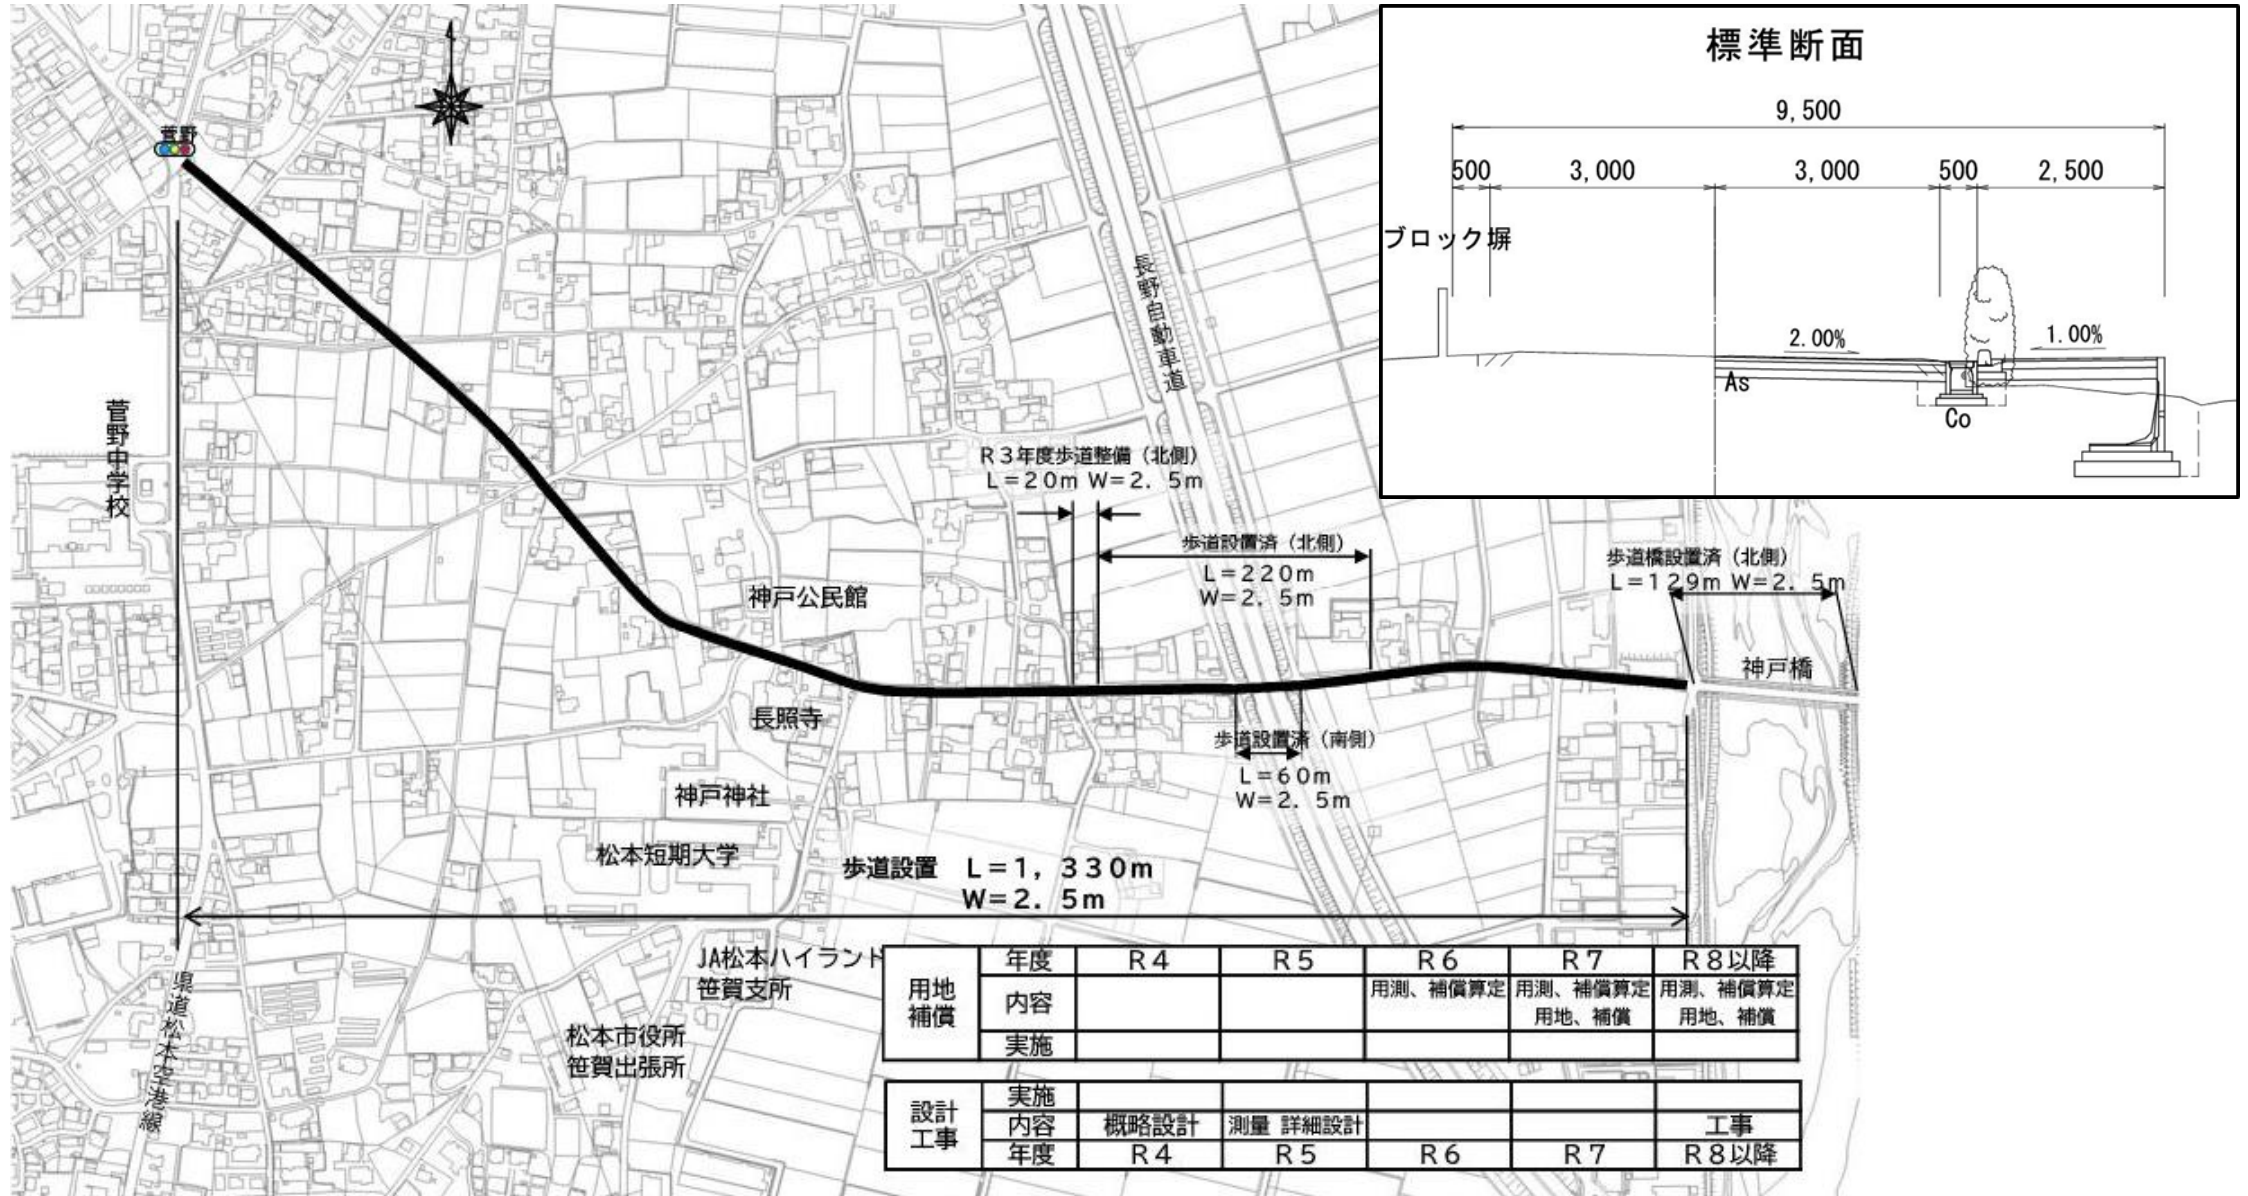 標準断面
9,500
500 3,000 3,000 500 2,500
ブロック塀
2.00%
1.00%
As
Co
菅野
菅野中学校
長野自動車道
R3年度歩道整備（北側）
L=20m W=2.5m
歩道設置済（北側）
L=220m
W=2.5m
歩道橋設置済（北側）
L=129m W=2.5m
神戸公民館
神戸橋
長照寺
歩道設置済（南側）
L=60m
W=2.5m
神戸神社
松本短期大学
歩道設置 L=1,330m
W=2.5m
JA松本ハイランド
笹賀支所
松本市役所
笹賀出張所
県道松本空港線
用地補償
年度 R4 R5 R6 R7 R8以降
内容 用測、補償算定 用測、補償算定 用測、補償算定
用地、補償 用地、補償
実施
設計工事
実施
内容 概略設計 測量 詳細設計 工事
年度 R4 R5 R6 R7 R8以降